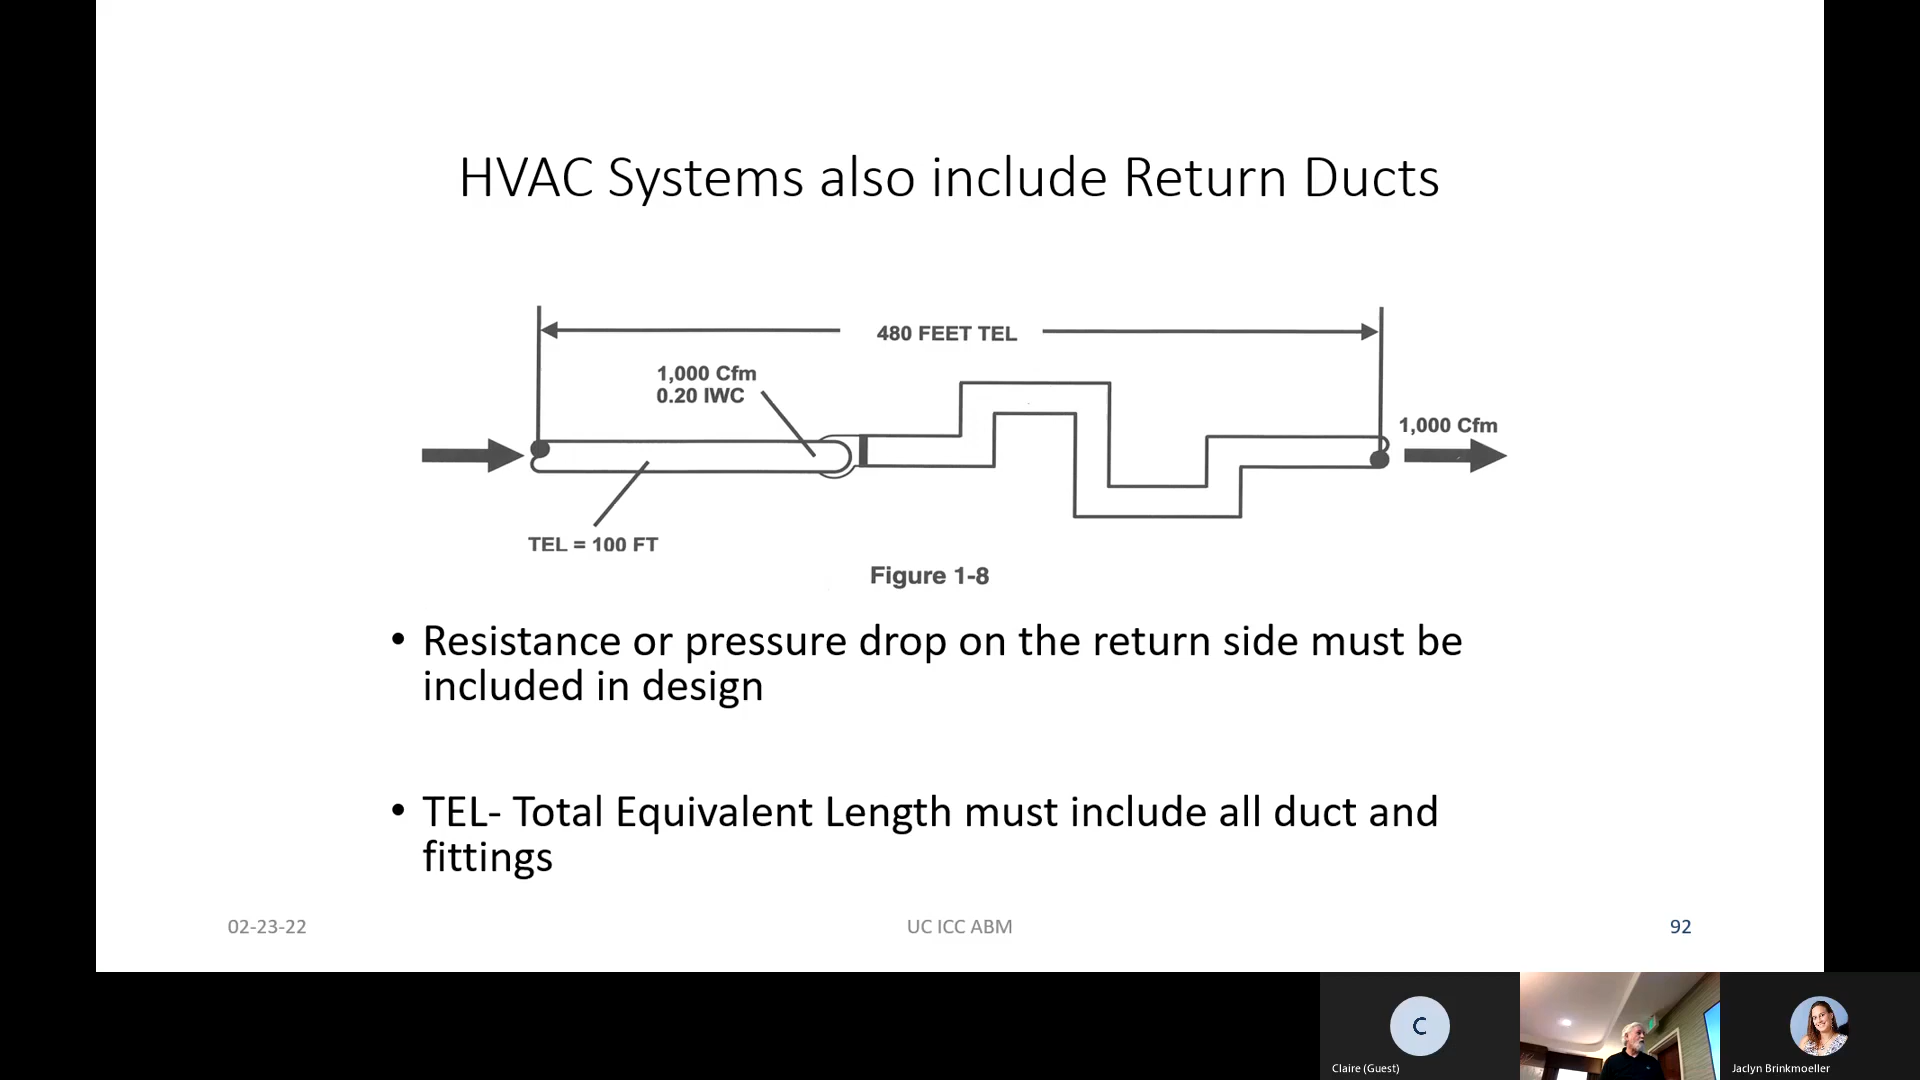 HVAC Systems also include Return Ducts
480 FEET TEL
1,000 Cfm
0.20 IWC
1,000 Cfm
TEL = 100 FT
Figure 1-8
• Resistance or pressure drop on the return side must be
included in design
• TEL- Total Equivalent Length must include all duct and
fittings
02-23-22
UC ICC ABM
92
C
Claire (Guest)
Jaclyn Brinkmoeller